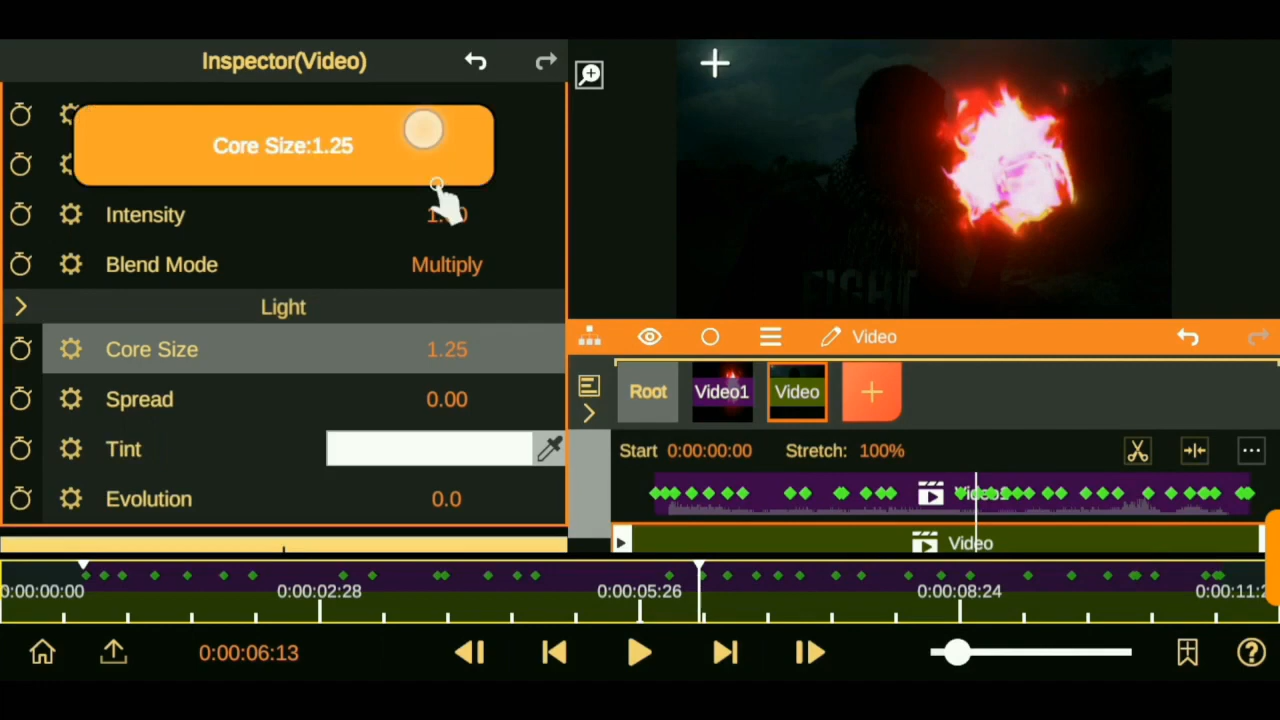 Inspector(Video)
Core Size:1.25
Intensity
Blend Mode Multiply
Light
Core Size 1.25
Spread 0.00
Tint
Evolution 0.0
FIGHT
Video
Root Video1 Video
Start 0:00:00:00 Stretch: 100%
Video
0:00:00:00 0:00:02:28 0:00:05:26 0:00:08:24
0:00:06:13